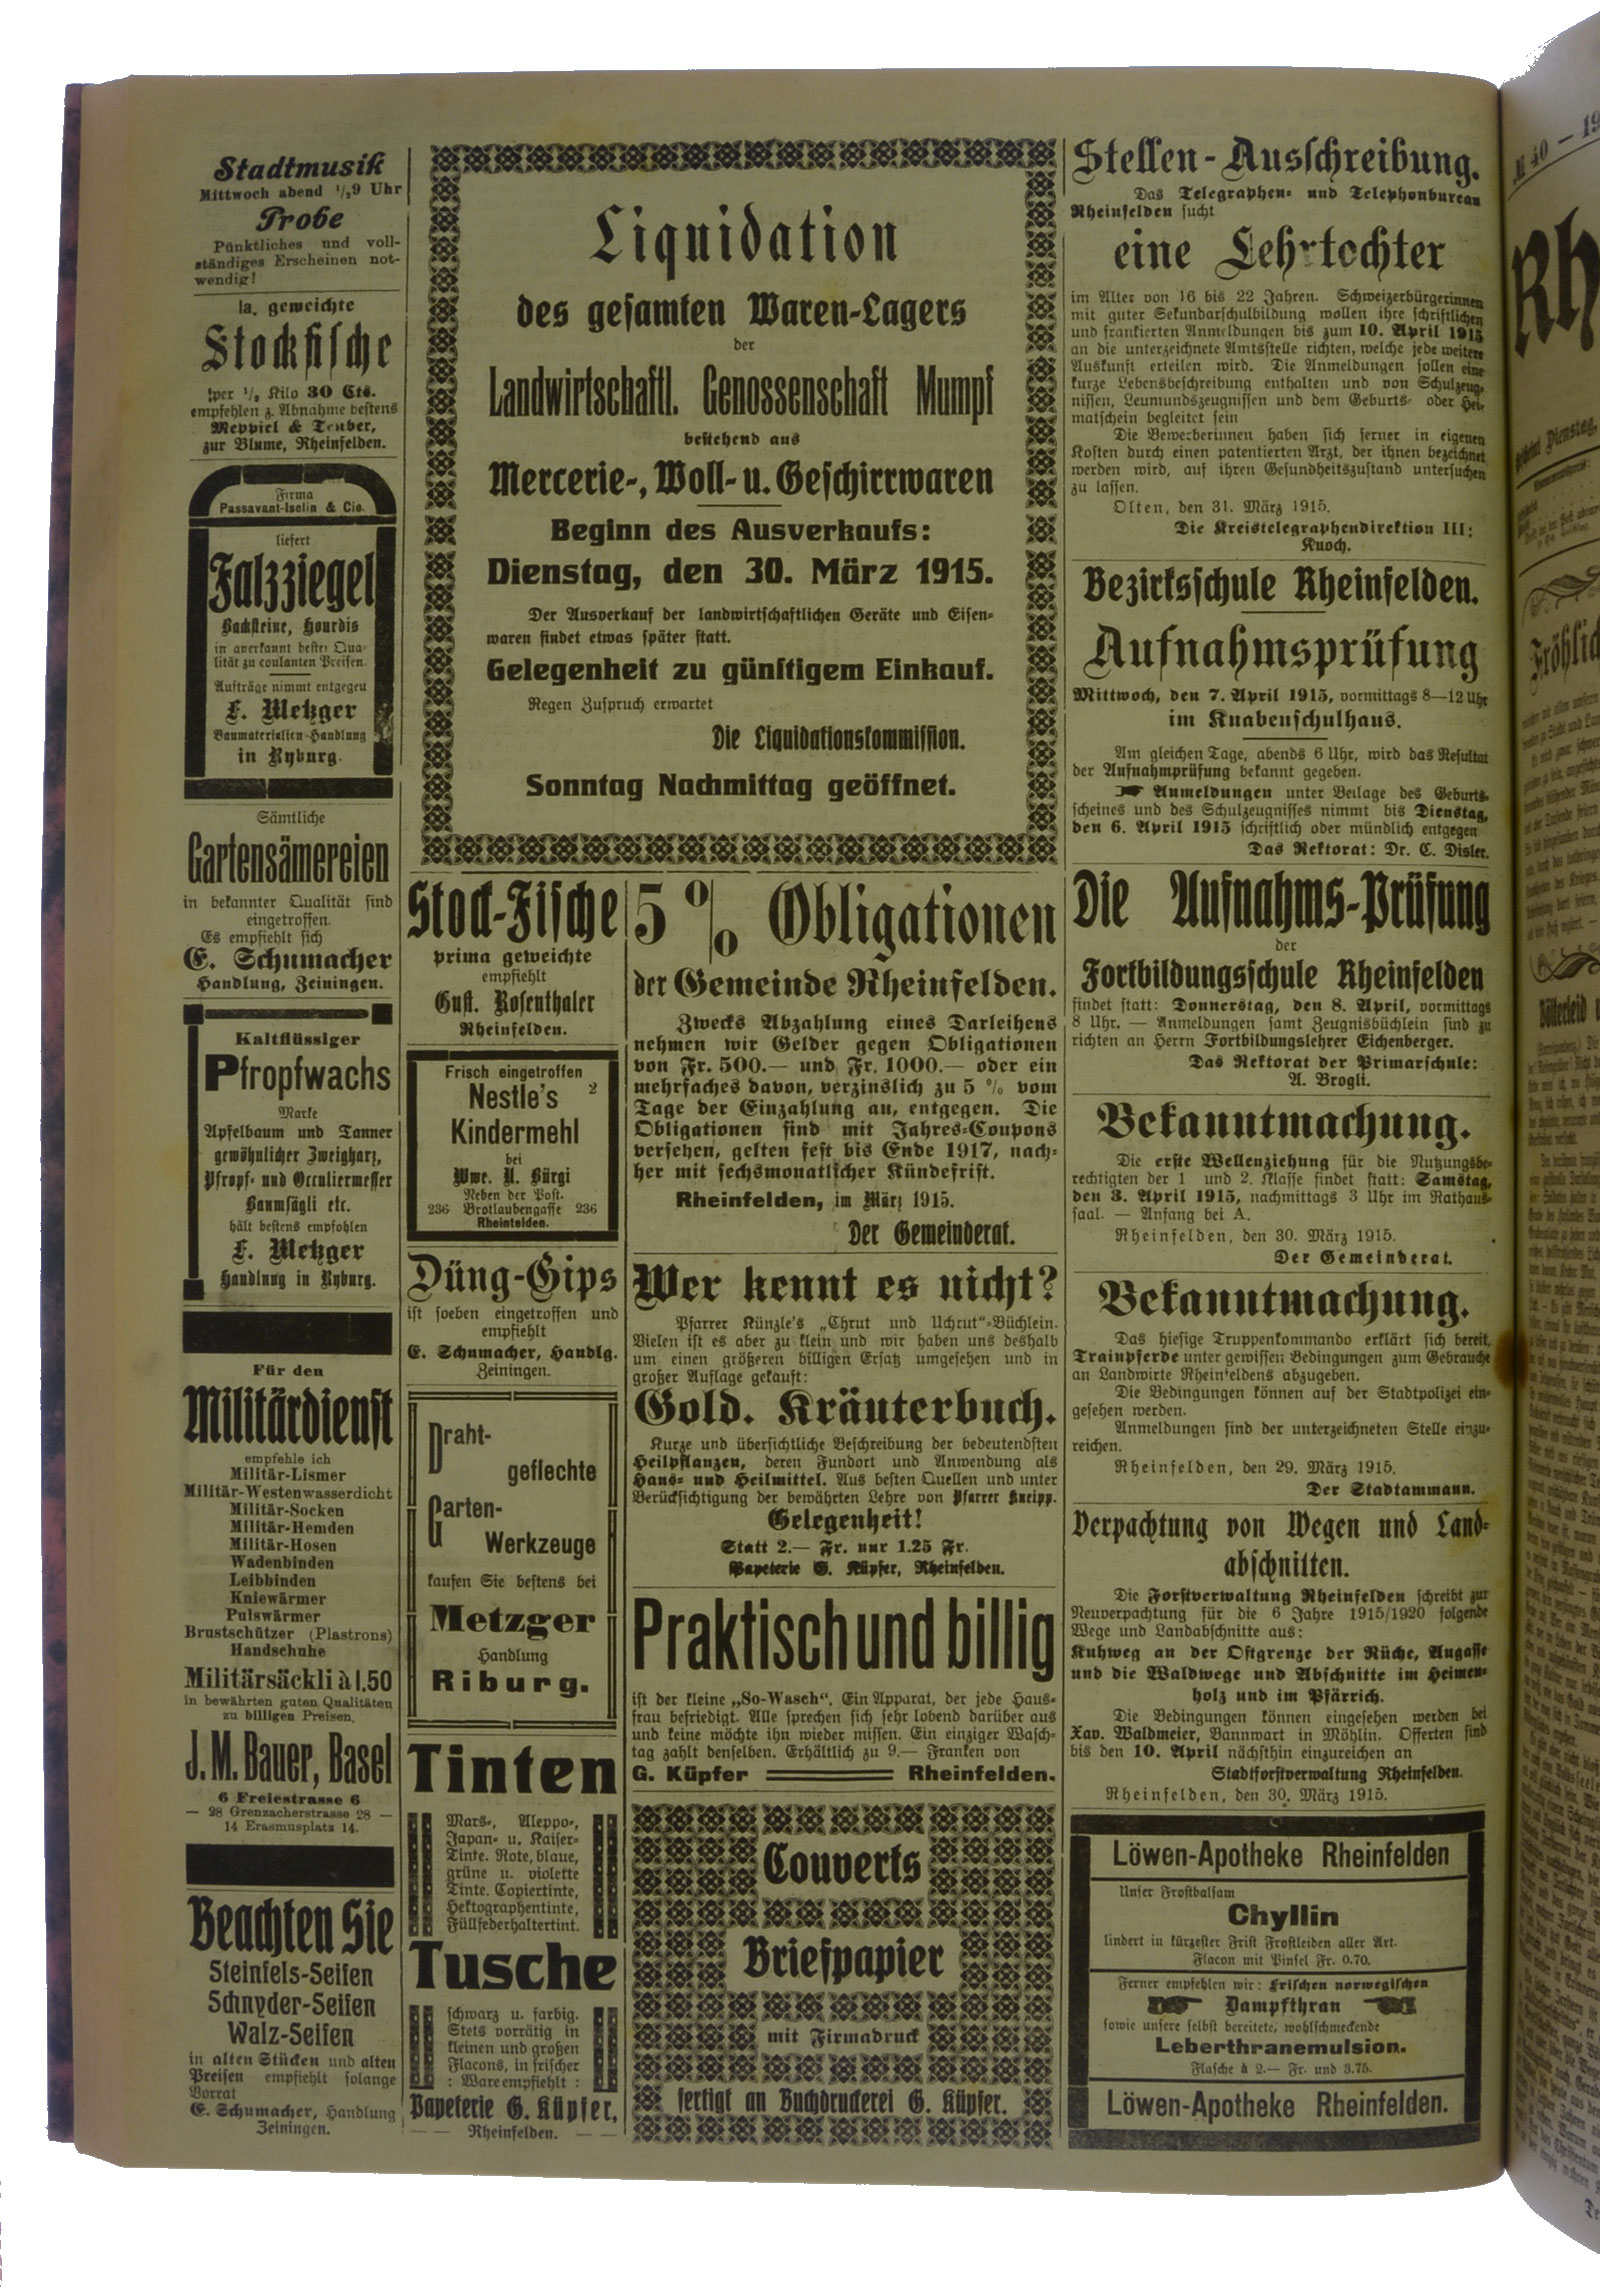 Stadtmusik
Mittwoch abend ½9 Uhr
Probe
Pünktliches und voll-
ständiges Erscheinen not-
wendig!
Ia. geweichte
Stockfische
per ½ Kilo 30 Cts.
empfehlen z. Abnahme bestens
Meppiel & Teuber,
zur Blume, Rheinfelden.
Firma
Passavant-Iselin & Cie.
liefert
Falzziegel
Backsteine, Hourdis
in anerkannt bester Qua-
lität zu coulanten Preisen.
Aufträge nimmt entgegen
F. Metzger
Baumaterialien-Handlung
in Ryburg.
Sämtliche
Gartensämereien
in bekannter Qualität sind
eingetroffen.
Es empfiehlt sich
E. Schumacher
Handlung, Zeiningen.
Kaltflüssiger
Pfropfwachs
Marke
Apfelbaum und Tanner
gewöhnlicher Zweigharz,
Pfropf- und Occuliermesser
Baumsägli etc.
hält bestens empfohlen
F. Metzger
Handlung in Ryburg.
Für den
Militärdienst
empfehle ich
Militär-Lismer
Militär-Westenwasserdicht
Militär-Socken
Militär-Hemden
Militär-Hosen
Wadenbinden
Leibbinden
Kniewärmer
Pulswärmer
Brustschützer (Plastrons)
Handschuhe
Militärsäckli à 1.50
in bewährten guten Qualitäten
zu billigen Preisen.
J. M. Bauer, Basel
6 Freiestrasse 6
— 28 Grenzacherstrasse 28 —
14 Erasmusplatz 14.
Beachten Sie
Steinfels-Seifen
Schnyder-Seifen
Walz-Seifen
in alten Stücken und alten
Preisen empfiehlt solange
Vorrat
E. Schumacher, Handlung
Zeiningen.
Liquidation
des gesamten Waren-Lagers
der
Landwirtschaftl. Genossenschaft Mumpf
bestehend aus
Mercerie-, Woll- u. Geschirrwaren
Beginn des Ausverkaufs:
Dienstag, den 30. März 1915.
Der Ausverkauf der landwirtschaftlichen Geräte und Eisen-
waren findet etwas später statt.
Gelegenheit zu günstigem Einkauf.
Regen Zuspruch erwartet
Die Liquidationskommission.
Sonntag Nachmittag geöffnet.
Stock-Fische
prima geweichte
empfiehlt
Gust. Rosenthaler
Rheinfelden.
Frisch eingetroffen
Nestle's 2
Kindermehl
bei
Wwe. A. Bürgi
Neben der Post.
236 Brotlaubengasse 236
Rheinfelden.
Düng-Gips
ist soeben eingetroffen und
empfiehlt
E. Schumacher, Handlg.
Zeiningen.
Draht-
geflechte
Garten-
Werkzeuge
kaufen Sie bestens bei
Metzger
Handlung
Riburg.
Tinten
Mars-, Aleppo-,
Japan- u. Kaiser-
Tinte. Rote, blaue,
grüne u. violette
Tinte. Copiertinte,
Hektographentinte,
Füllfederhaltertint.
Tusche
schwarz u. farbig.
Stets vorrätig in
kleinen und großen
Flacons, in frischer
: Ware empfiehlt :
Papeterie G. Küpfer,
— — Rheinfelden. — —
5 % Obligationen
der Gemeinde Rheinfelden.
Zwecks Abzahlung eines Darleihens
nehmen wir Gelder gegen Obligationen
von Fr. 500.— und Fr. 1000.— oder ein
mehrfaches davon, verzinslich zu 5 % vom
Tage der Einzahlung an, entgegen. Die
Obligationen sind mit Jahres-Coupons
versehen, gelten fest bis Ende 1917, nach-
her mit sechsmonatlicher Kündefrist.
Rheinfelden, im März 1915.
Der Gemeinderat.
Wer kennt es nicht?
Pfarrer Künzle's „Chrut und Uchrut“-Büchlein.
Vielen ist es aber zu klein und wir haben uns deshalb
um einen größeren billigen Ersatz umgesehen und in
großer Auflage gekauft:
Gold. Kräuterbuch.
Kurze und übersichtliche Beschreibung der bedeutendsten
Heilpflanzen, deren Fundort und Anwendung als
Haus- und Heilmittel. Aus besten Quellen und unter
Berücksichtigung der bewährten Lehre von Pfarrer Kneipp.
Gelegenheit!
Statt 2.— Fr. nur 1.25 Fr.
Papeterie G. Küpfer, Rheinfelden.
Praktisch und billig
ist der kleine „So-Wasch“. Ein Apparat, der jede Haus-
frau befriedigt. Alle sprechen sich sehr lobend darüber aus
und keine möchte ihn wieder missen. Ein einziger Wasch-
tag zahlt denselben. Erhältlich zu 9.— Franken von
G. Küpfer Rheinfelden.
Couverts
Briefpapier
mit Firmadruck
fertigt an Buchdruckerei G. Küpfer.
Stellen-Ausschreibung.
Das Telegraphen- und Telephonbureau
Rheinfelden sucht
eine Lehrtochter
im Alter von 16 bis 22 Jahren. Schweizerbürgerinnen
mit guter Sekundarschulbildung wollen ihre schriftlichen
und frankierten Anmeldungen bis zum 10. April 1915
an die unterzeichnete Amtsstelle richten, welche jede weitere
Auskunft erteilen wird. Die Anmeldungen sollen eine
kurze Lebensbeschreibung enthalten und von Schulzeug-
nissen, Leumundszeugnissen und dem Geburts- oder Hei-
matschein begleitet sein
Die Bewerberinnen haben sich ferner in eigenen
Kosten durch einen patentierten Arzt, der ihnen bezeichnet
werden wird, auf ihren Gesundheitszustand untersuchen
zu lassen.
Olten, den 31. März 1915.
Die Kreistelegraphendirektion III:
Kuoch.
Bezirksschule Rheinfelden.
Aufnahmsprüfung
Mittwoch, den 7. April 1915, vormittags 8—12 Uhr
im Knabenschulhaus.
Am gleichen Tage, abends 6 Uhr, wird das Resultat
der Aufnahmprüfung bekannt gegeben.
Anmeldungen unter Beilage des Geburts-
scheines und des Schulzeugnisses nimmt bis Dienstag,
den 6. April 1915 schriftlich oder mündlich entgegen
Das Rektorat: Dr. C. Disler.
Die Aufnahms-Prüfung
der
Fortbildungsschule Rheinfelden
findet statt: Donnerstag, den 8. April, vormittags
8 Uhr. — Anmeldungen samt Zeugnisbüchlein sind zu
richten an Herrn Fortbildungslehrer Eichenberger.
Das Rektorat der Primarschule:
A. Brogli.
Bekanntmachung.
Die erste Wellenziehung für die Nutzungsbe-
rechtigten der 1 und 2. Klasse findet statt: Samstag,
den 3. April 1915, nachmittags 3 Uhr im Rathaus-
saal. — Anfang bei A.
Rheinfelden, den 30. März 1915.
Der Gemeinderat.
Bekanntmachung.
Das hiesige Truppenkommando erklärt sich bereit,
Trainpferde unter gewissen Bedingungen zum Gebrauche
an Landwirte Rheinfeldens abzugeben.
Die Bedingungen können auf der Stadtpolizei ein-
gesehen werden.
Anmeldungen sind der unterzeichneten Stelle einzu-
reichen.
Rheinfelden, den 29. März 1915.
Der Stadtammann.
Verpachtung von Wegen und Land-
abschnitten.
Die Forstverwaltung Rheinfelden schreibt zur
Neuverpachtung für die 6 Jahre 1915/1920 folgende
Wege und Landabschnitte aus:
Kuhweg an der Ostgrenze der Rüche, Augasse
und die Waldwege und Abschnitte im Heimen-
holz und im Pfärrich.
Die Bedingungen können eingesehen werden bei
Xav. Waldmeier, Bannwart in Möhlin. Offerten sind
bis den 10. April nächsthin einzureichen an
Stadtforstverwaltung Rheinfelden.
Rheinfelden, den 30. März 1915.
Löwen-Apotheke Rheinfelden
Unser Frostbalsam
Chyllin
lindert in kürzester Frist Frostleiden aller Art.
Flacon mit Pinsel Fr. 0.70.
Ferner empfehlen wir: Frischen norwegischen
Dampfthran
sowie unsere selbst bereitete, wohlschmeckende
Leberthranemulsion.
Flasche à 2.— Fr. und 3.75.
Löwen-Apotheke Rheinfelden.
№ 40 — 19
Rh
Fröhlich